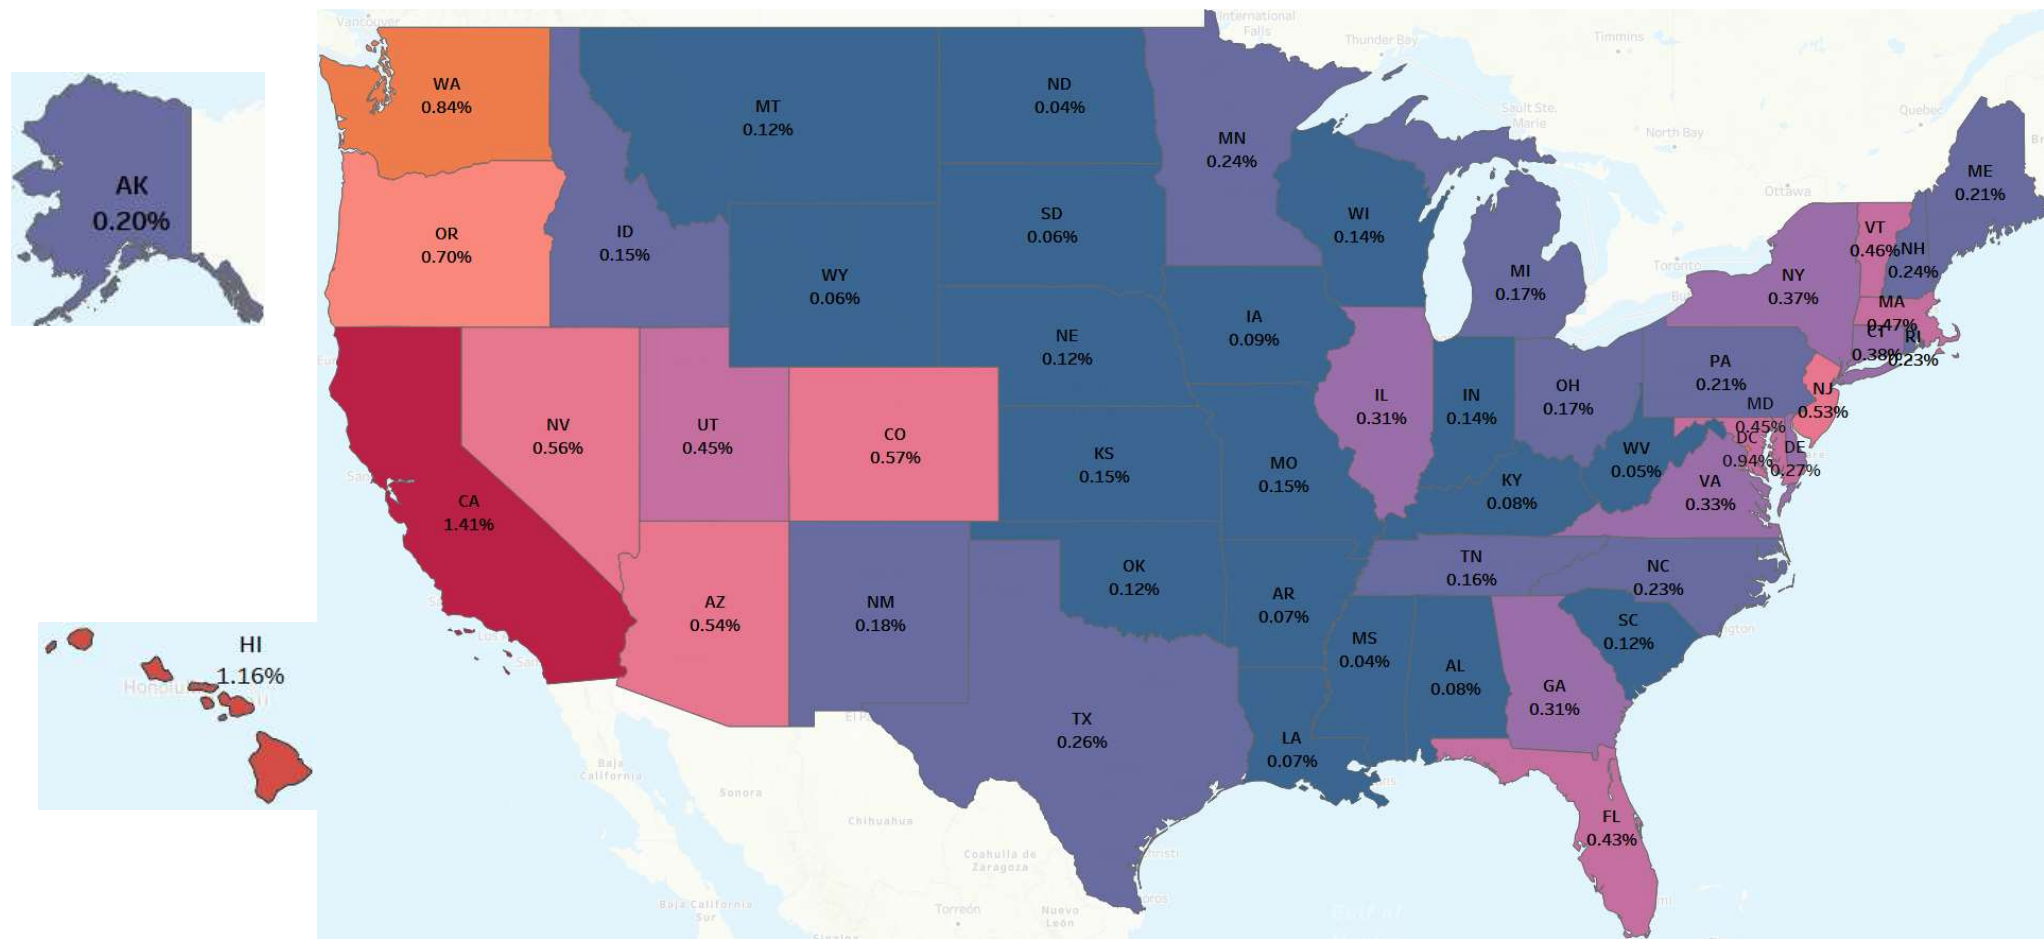 Vancouver
International
Falls
Thunder Bay
Timmins
Sault Ste.
Marie
North Bay
Quebec
Ottawa
Toronto
WA
0.84%
MT
0.12%
ND
0.04%
MN
0.24%
ME
0.21%
AK
0.20%
OR
0.70%
ID
0.15%
SD
0.06%
WI
0.14%
VT
0.46%
NH
0.24%
WY
0.06%
MI
0.17%
NY
0.37%
MA
0.47%
CT
0.38%
RI
0.23%
IA
0.09%
NE
0.12%
PA
0.21%
NJ
0.53%
NV
0.56%
UT
0.45%
CO
0.57%
IL
0.31%
IN
0.14%
OH
0.17%
MD
0.45%
DC
0.94%
DE
0.27%
KS
0.15%
MO
0.15%
WV
0.05%
KY
0.08%
VA
0.33%
CA
1.41%
OK
0.12%
TN
0.16%
NC
0.23%
AZ
0.54%
NM
0.18%
AR
0.07%
MS
0.04%
AL
0.08%
SC
0.12%
HI
1.16%
GA
0.31%
TX
0.26%
LA
0.07%
FL
0.43%
Baja
California
Sonora
Chihuahua
Coahuila de
Zaragoza
Baja California
Sur
Torreón
Nuevo
León